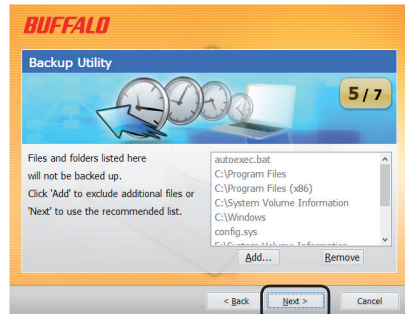 BUFFALO
Backup Utility
5/7
Files and folders listed here
will not be backed up.
Click 'Add' to exclude additional files or
'Next' to use the recommended list.
autoexec.bat
C:\Program Files
C:\Program Files (x86)
C:\System Volume Information
C:\Windows
config.sys
Add...
Remove
< Back
Next >
Cancel